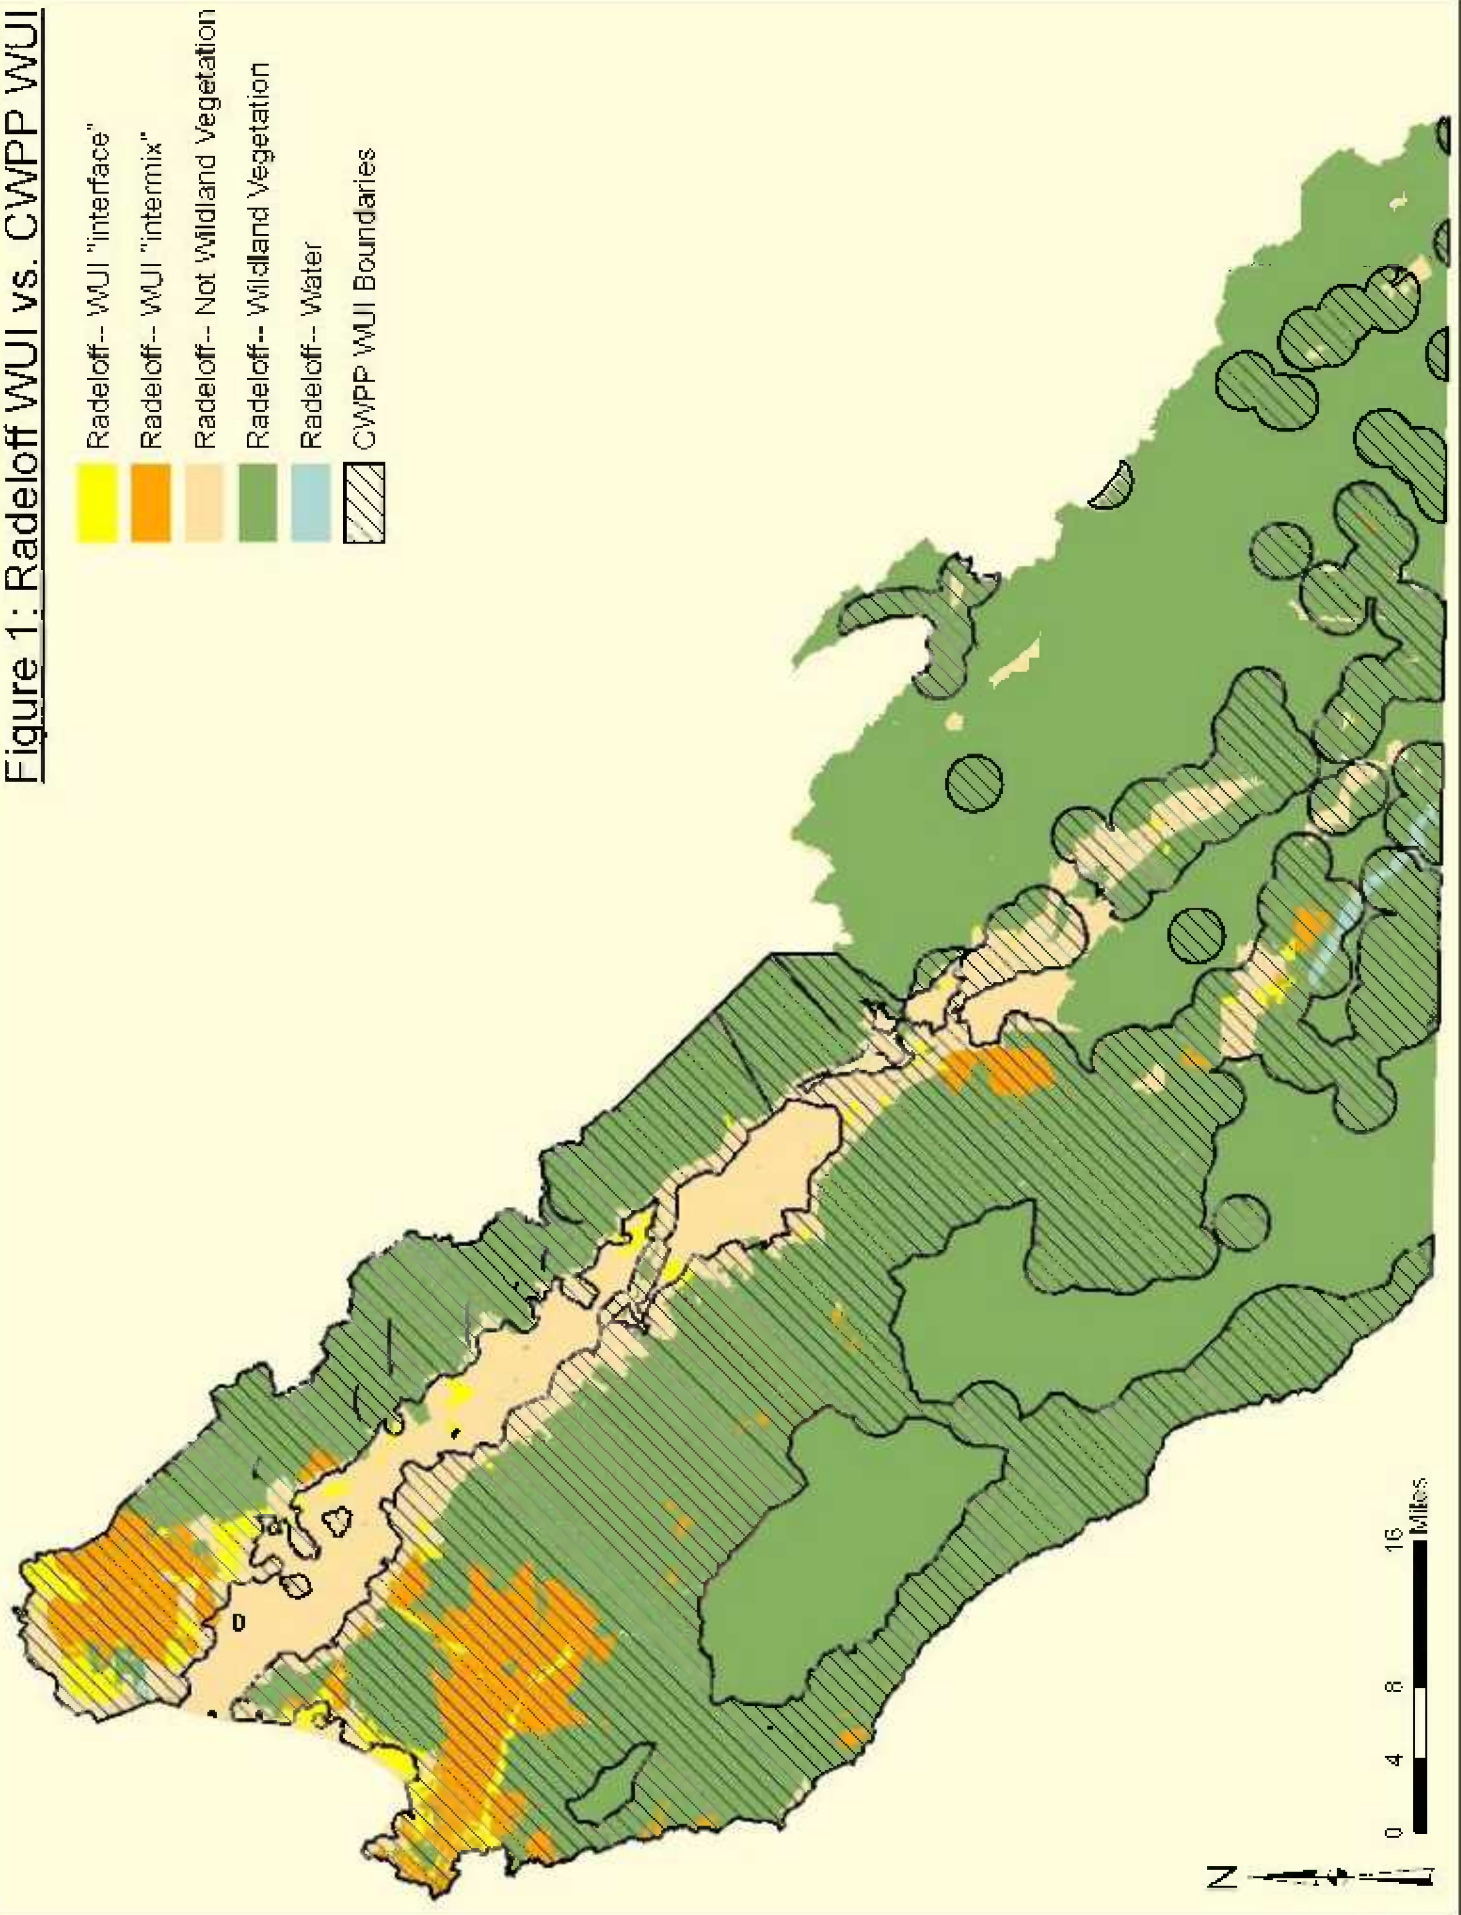 Figure 1: Radeloff WUI vs. CWPP WUI
Radeloff-- WUI "interface"
Radeloff-- WUI "intermix"
Radeloff-- Not Wildland Vegetation
Radeloff-- Wildland Vegetation
Radeloff-- Water
CWPP WUI Boundaries
N
0 4 8 16
Miles